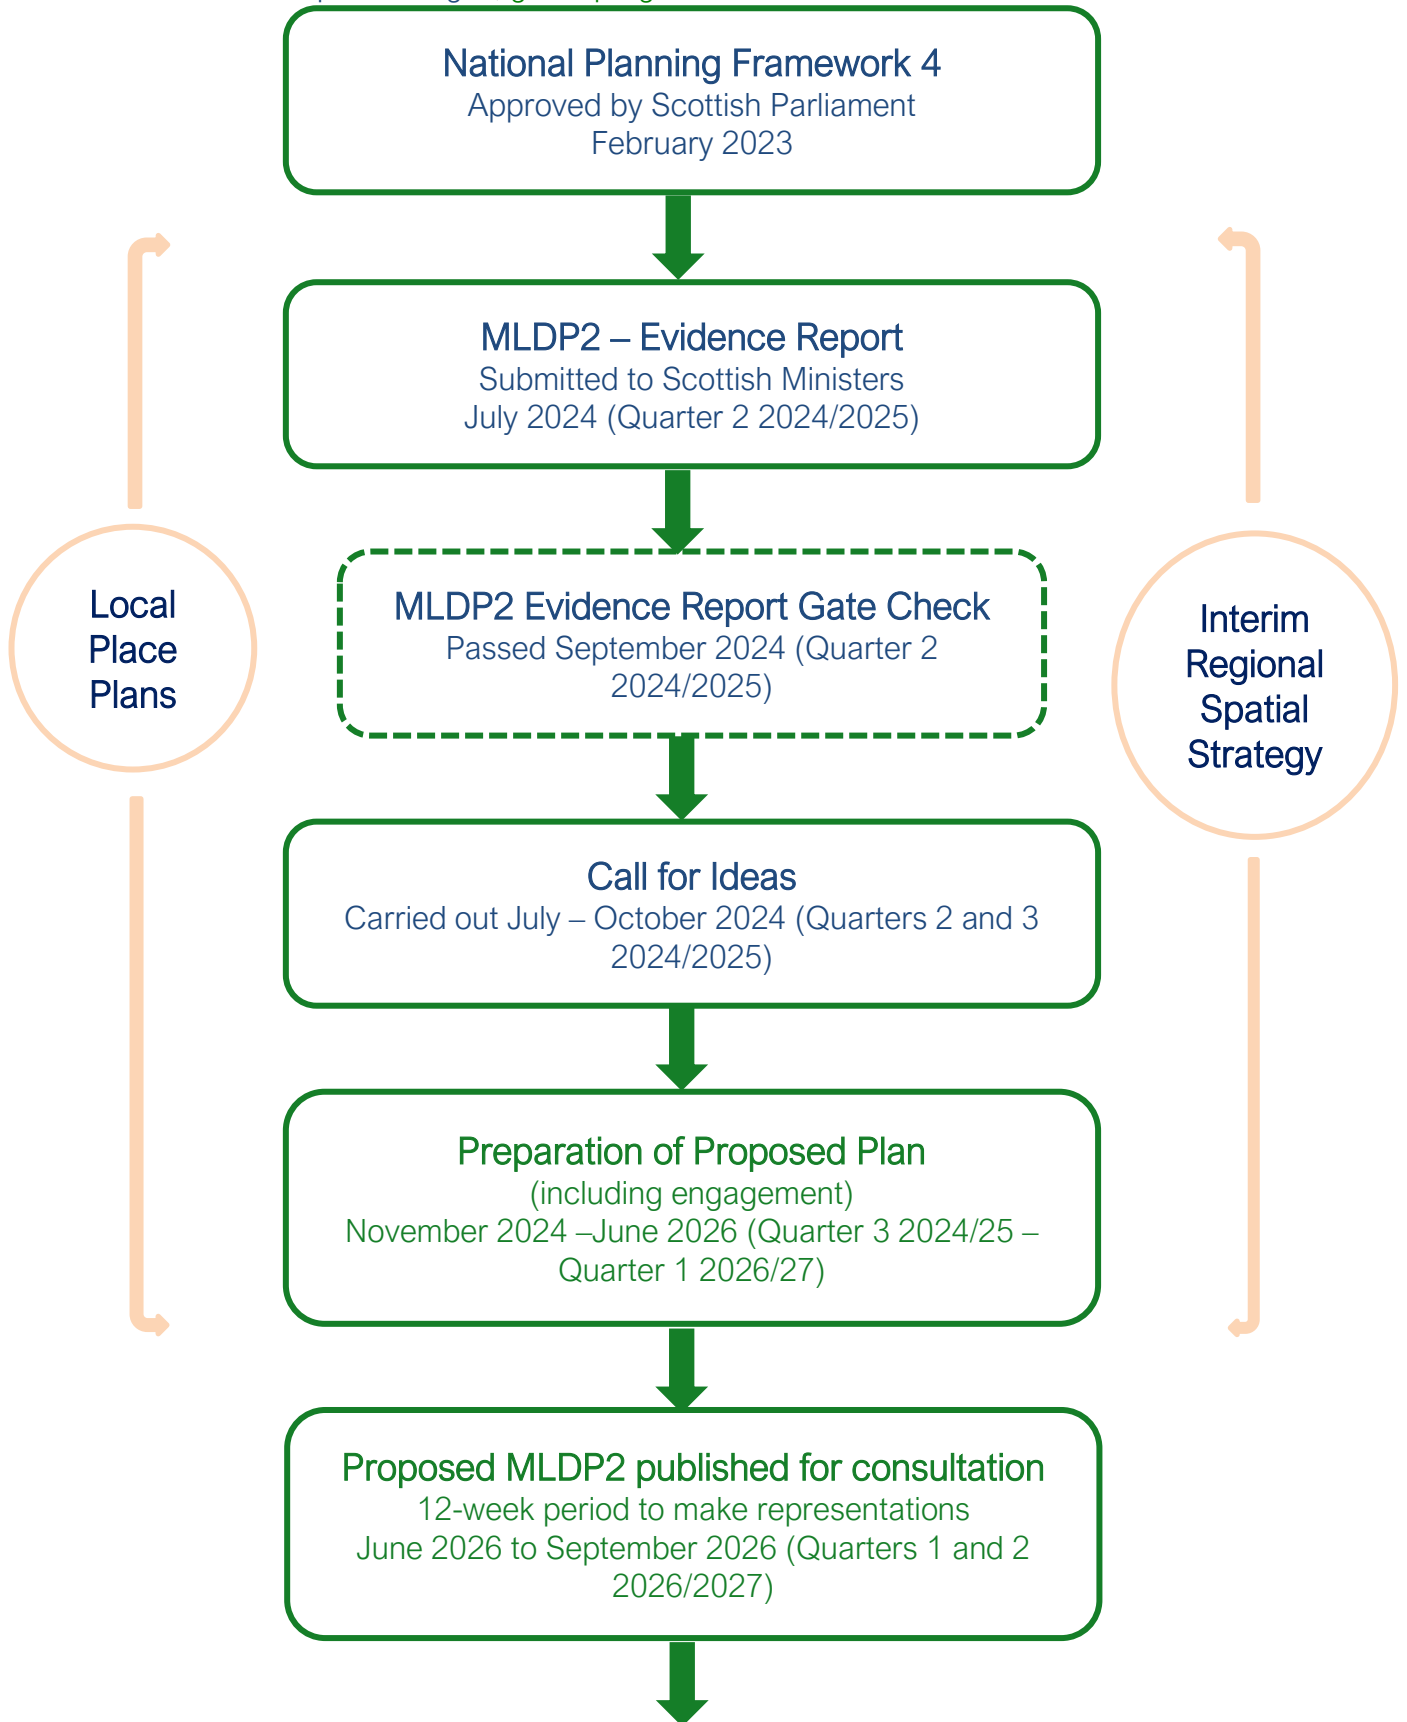 National Planning Framework 4
Approved by Scottish Parliament
February 2023
MLDP2 – Evidence Report
Submitted to Scottish Ministers
July 2024 (Quarter 2 2024/2025)
MLDP2 Evidence Report Gate Check
Passed September 2024 (Quarter 2
2024/2025)
Local
Place
Plans
Interim
Regional
Spatial
Strategy
Call for Ideas
Carried out July – October 2024 (Quarters 2 and 3
2024/2025)
Preparation of Proposed Plan
(including engagement)
November 2024 –June 2026 (Quarter 3 2024/25 –
Quarter 1 2026/27)
Proposed MLDP2 published for consultation
12-week period to make representations
June 2026 to September 2026 (Quarters 1 and 2
2026/2027)